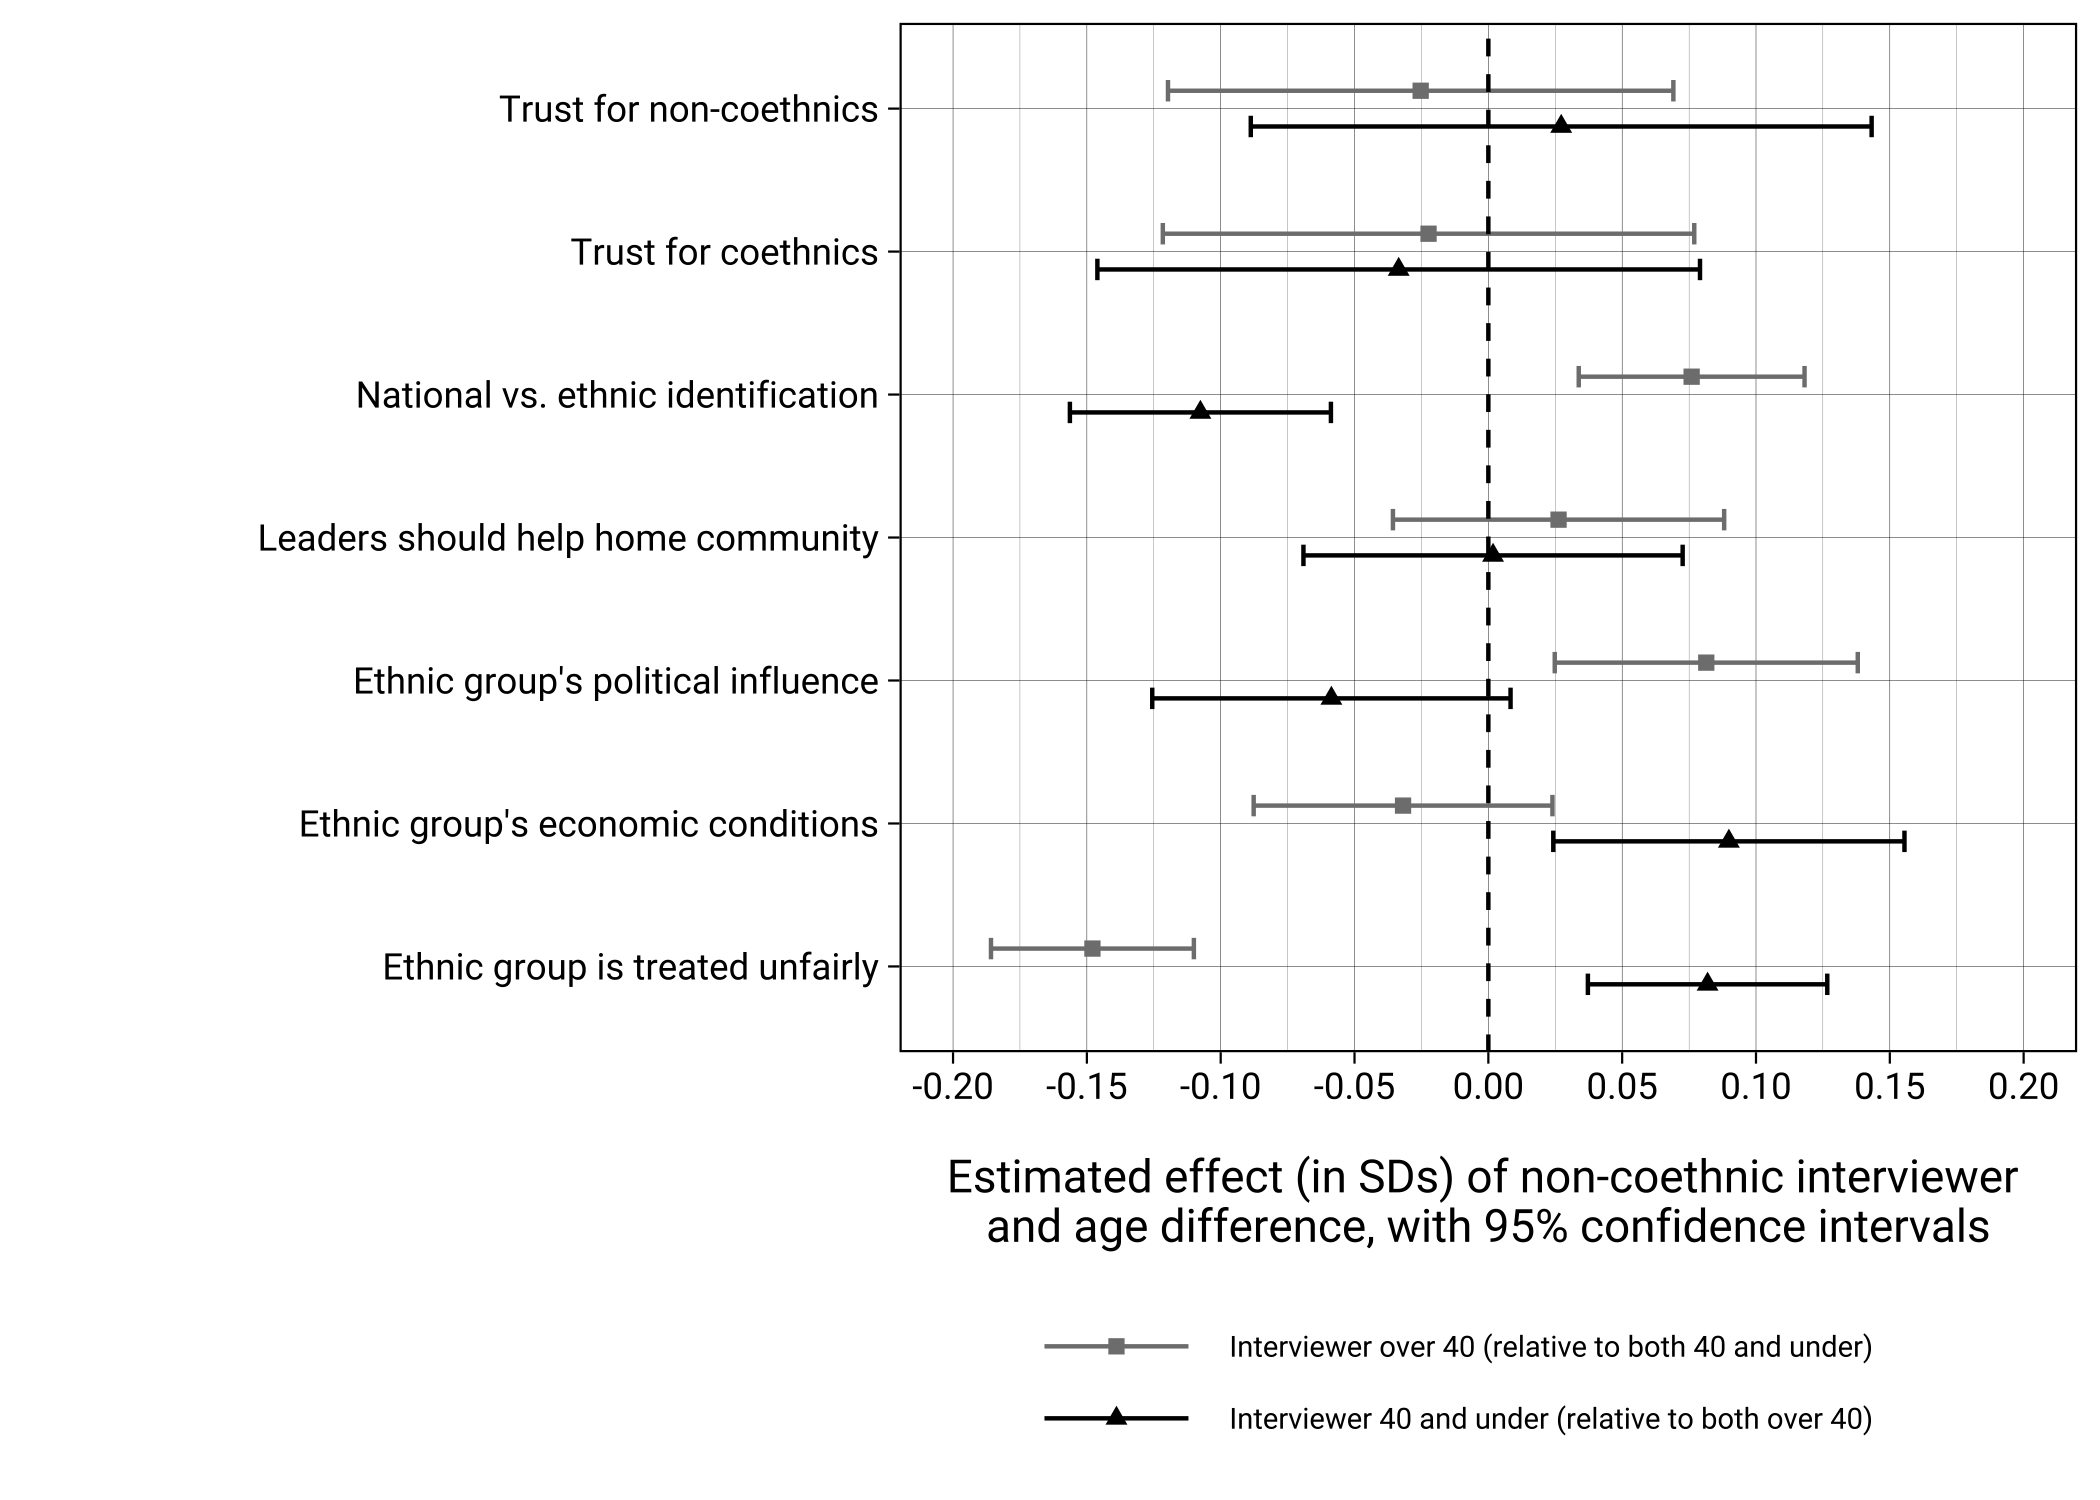 Trust for non-coethnics
Trust for coethnics
National vs. ethnic identification
Leaders should help home community
Ethnic group's political influence
Ethnic group's economic conditions
Ethnic group is treated unfairly
-0.20 -0.15 -0.10 -0.05 0.00 0.05 0.10 0.15 0.20
Estimated effect (in SDs) of non-coethnic interviewer
and age difference, with 95% confidence intervals
Interviewer over 40 (relative to both 40 and under)
Interviewer 40 and under (relative to both over 40)